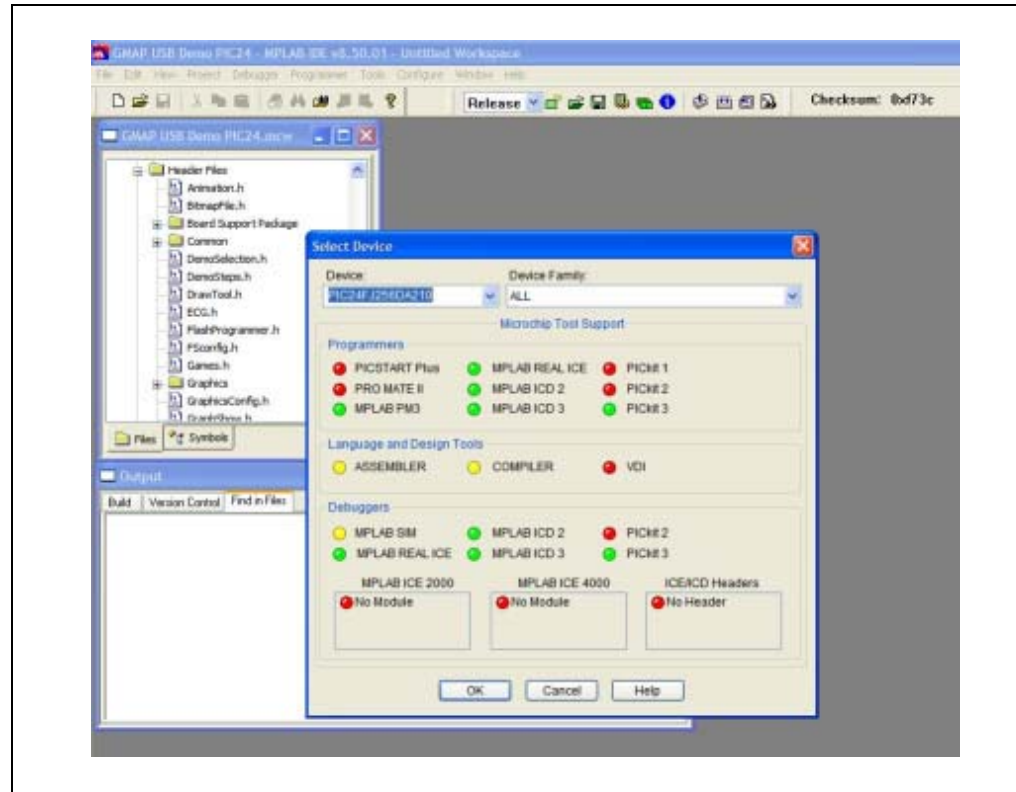 GMAP USB Demo PIC24 - MPLAB IDE v8.50.01 - Untitled Workspace
File Edit View Project Debugger Programmer Tools Configure Window Help
Release Checksum: 0xd73c
GMAP USB Demo PIC24.mcw
Header Files
Animation.h
BitmapFile.h
Board Support Package
Common
DemoSelection.h
DemoSteps.h
DrawTool.h
ECG.h
FlashProgrammer.h
FSconfig.h
Games.h
Graphics
GraphicsConfig.h
GraphShow.h
Files Symbols
Output
Build Version Control Find in Files
Select Device
Device: Device Family:
PIC24FJ256DA210 ALL
Microchip Tool Support
Programmers
PICSTART Plus MPLAB REAL ICE PICkit 1
PRO MATE II MPLAB ICD 2 PICkit 2
MPLAB PM3 MPLAB ICD 3 PICkit 3
Language and Design Tools
ASSEMBLER COMPILER VDI
Debuggers
MPLAB SIM MPLAB ICD 2 PICkit 2
MPLAB REAL ICE MPLAB ICD 3 PICkit 3
MPLAB ICE 2000 MPLAB ICE 4000 ICE/ICD Headers
No Module No Module No Header
OK Cancel Help